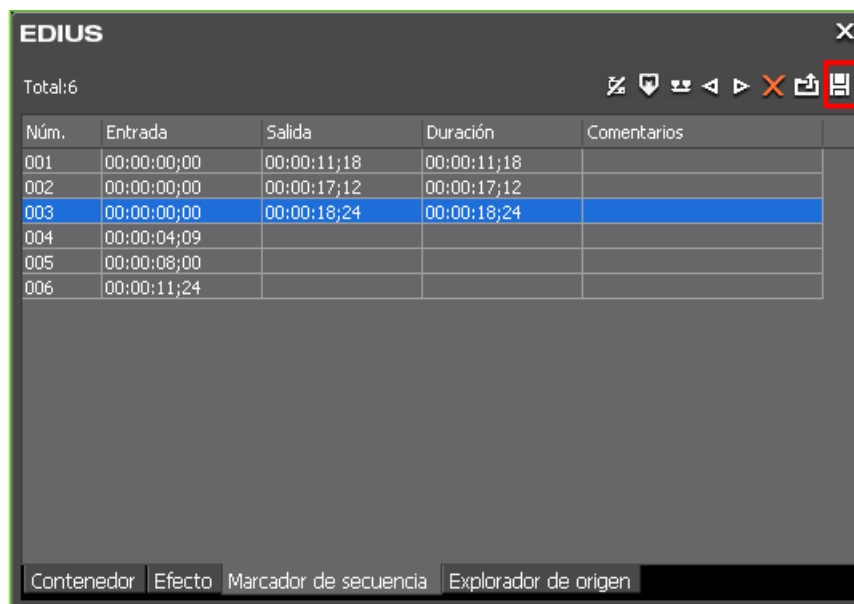 EDIUS
Total:6
Núm. Entrada Salida Duración Comentarios
001 00:00:00;00 00:00:11;18 00:00:11;18
002 00:00:00;00 00:00:17;12 00:00:17;12
003 00:00:00;00 00:00:18;24 00:00:18;24
004 00:00:04;09
005 00:00:08;00
006 00:00:11;24
Contenedor Efecto Marcador de secuencia Explorador de origen